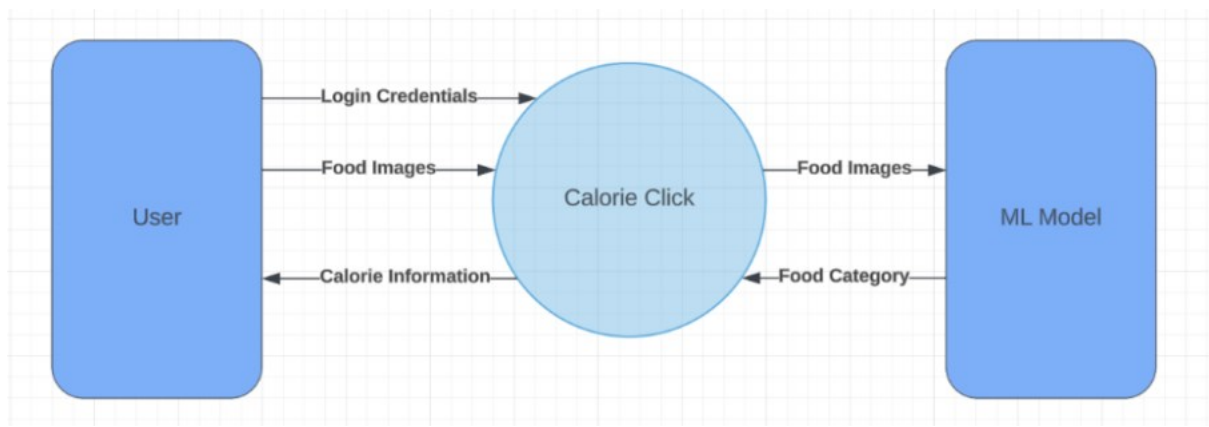 Login Credentials
Food Images
Food Images
User
Calorie Click
ML Model
Calorie Information
Food Category